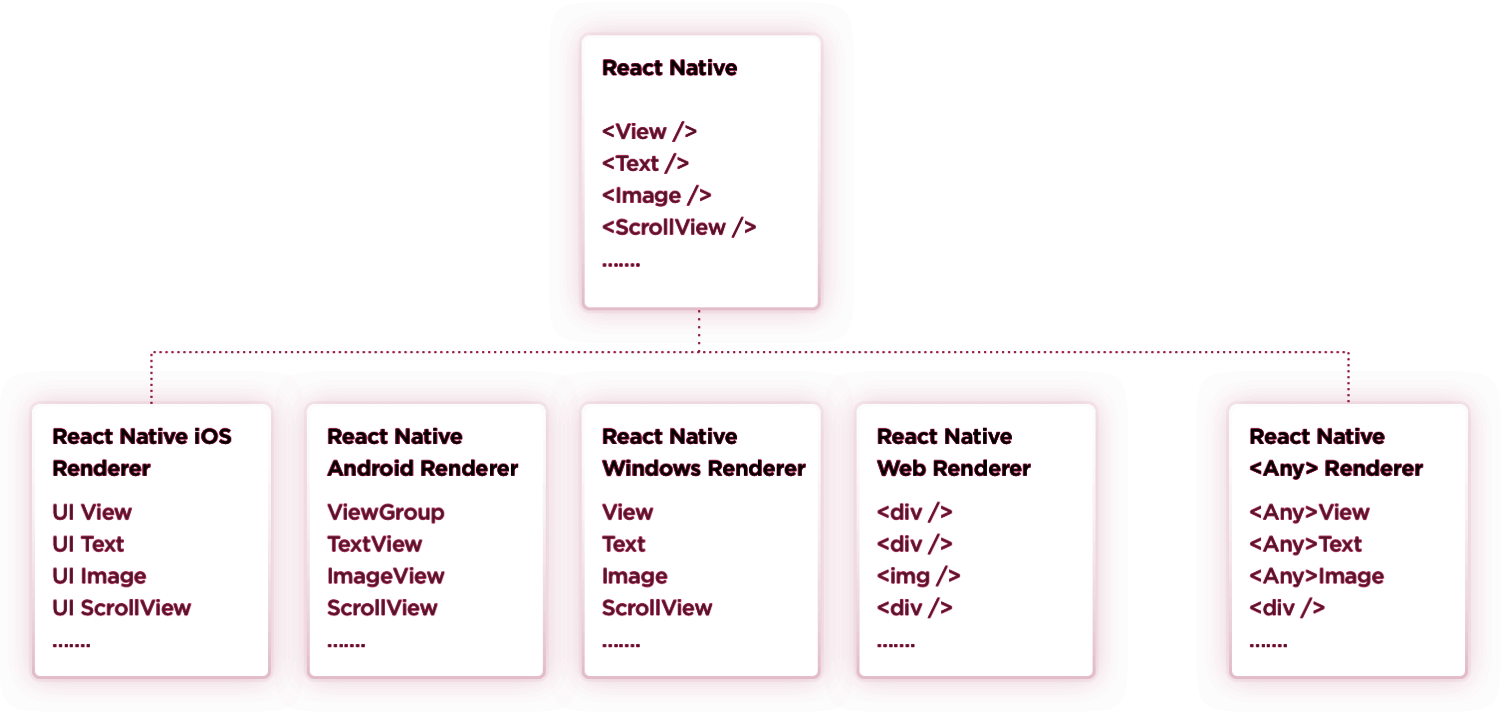 React Native
<View />
<Text />
<Image />
<ScrollView />
.......
React Native iOS
Renderer
UI View
UI Text
UI Image
UI ScrollView
.......
React Native
Android Renderer
ViewGroup
TextView
ImageView
ScrollView
.......
React Native
Windows Renderer
View
Text
Image
ScrollView
.......
React Native
Web Renderer
<div />
<div />
<img />
<div />
.......
React Native
<Any> Renderer
<Any>View
<Any>Text
<Any>Image
<div />
.......